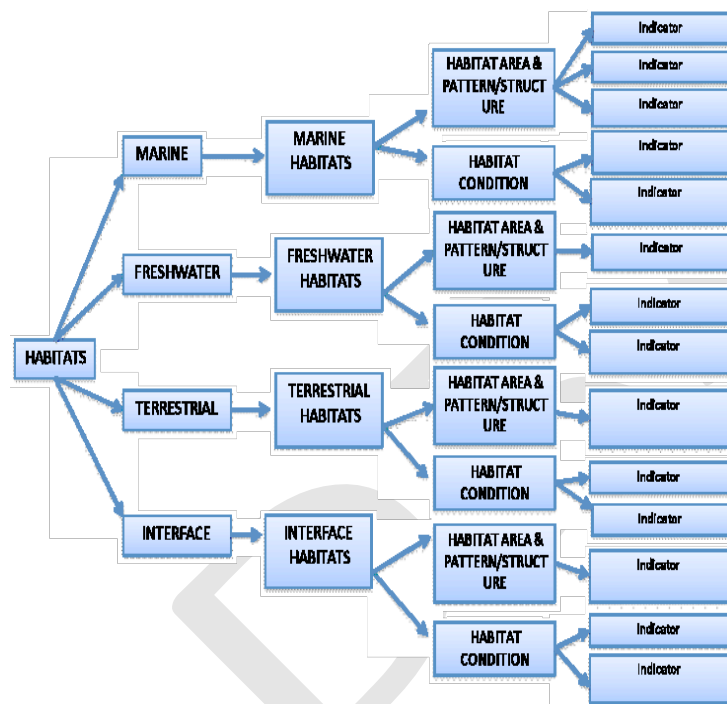 HABITATS
MARINE
MARINE
HABITATS
HABITAT AREA &
PATTERN/STRUCT
URE
Indicator
Indicator
Indicator
HABITAT
CONDITION
Indicator
Indicator
FRESHWATER
FRESHWATER
HABITATS
HABITAT AREA &
PATTERN/STRUCT
URE
Indicator
HABITAT
CONDITION
Indicator
Indicator
TERRESTRIAL
TERRESTRIAL
HABITATS
HABITAT AREA &
PATTERN/STRUCT
URE
Indicator
HABITAT
CONDITION
Indicator
Indicator
INTERFACE
INTERFACE
HABITATS
HABITAT AREA &
PATTERN/STRUCT
URE
Indicator
HABITAT
CONDITION
Indicator
Indicator